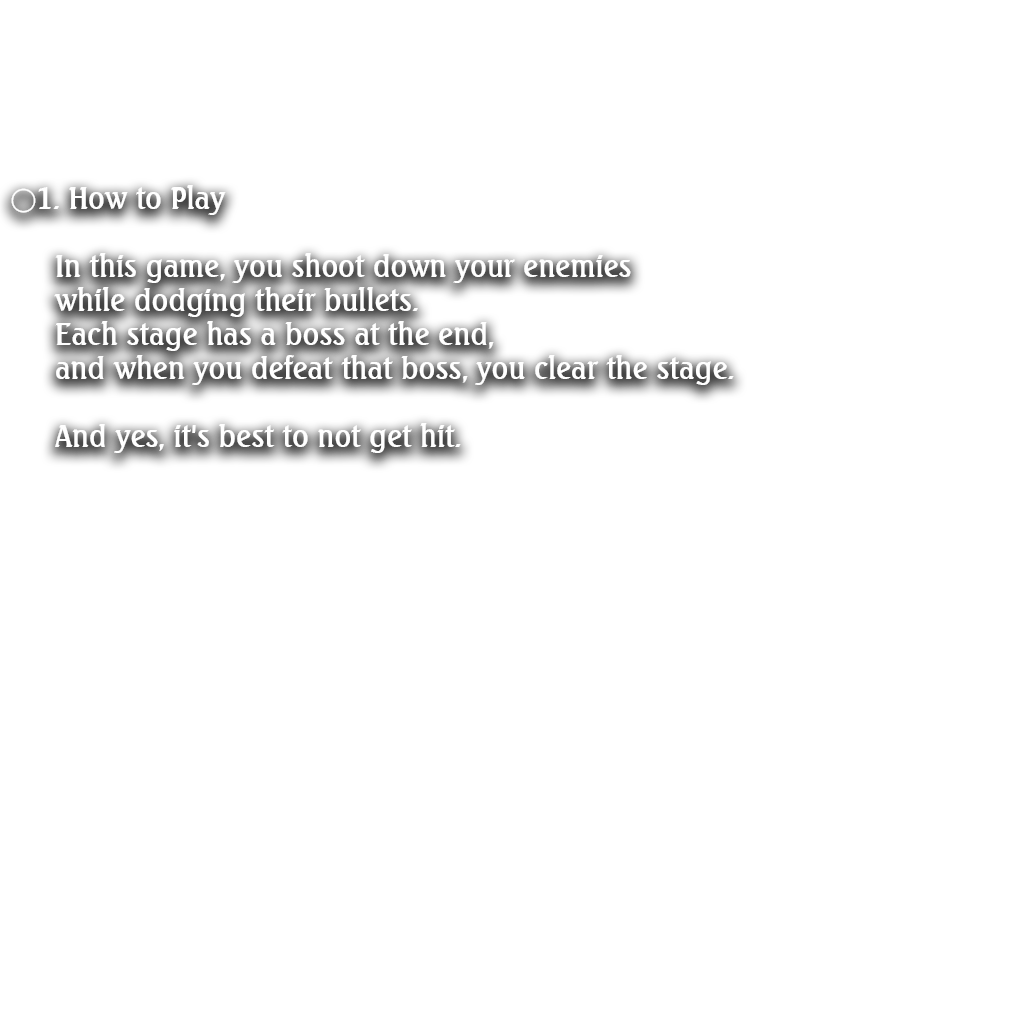 ○1. How to Play
In this game, you shoot down your enemies
while dodging their bullets.
Each stage has a boss at the end,
and when you defeat that boss, you clear the stage.
And yes, it's best to not get hit.